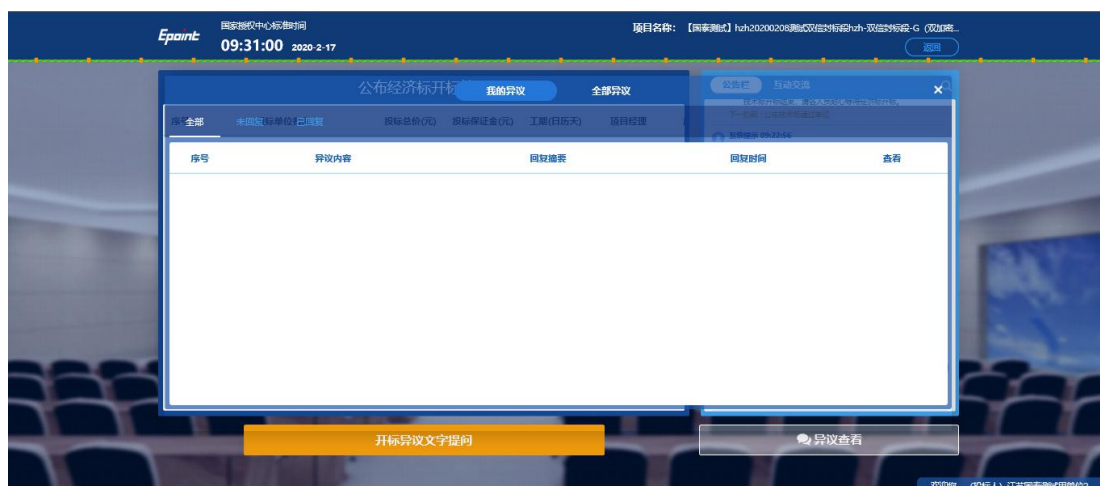 Epoint
国家授权中心标准时间
09:31:00 2020-2-17
项目名称: 【国泰测试】hzh20200208测试双信封标段hzh-双信封标段-G (双加密...
返回
公布经济标开标
我的异议 全部异议
公告栏 互动交流
×
全部 未回复 标单位 已回复 投标总价(元) 投标保证金(元) 工期(日历天) 项目经理
09:22:56
序号 异议内容 回复摘要 回复时间 查看
开标异议文字提问
异议查看